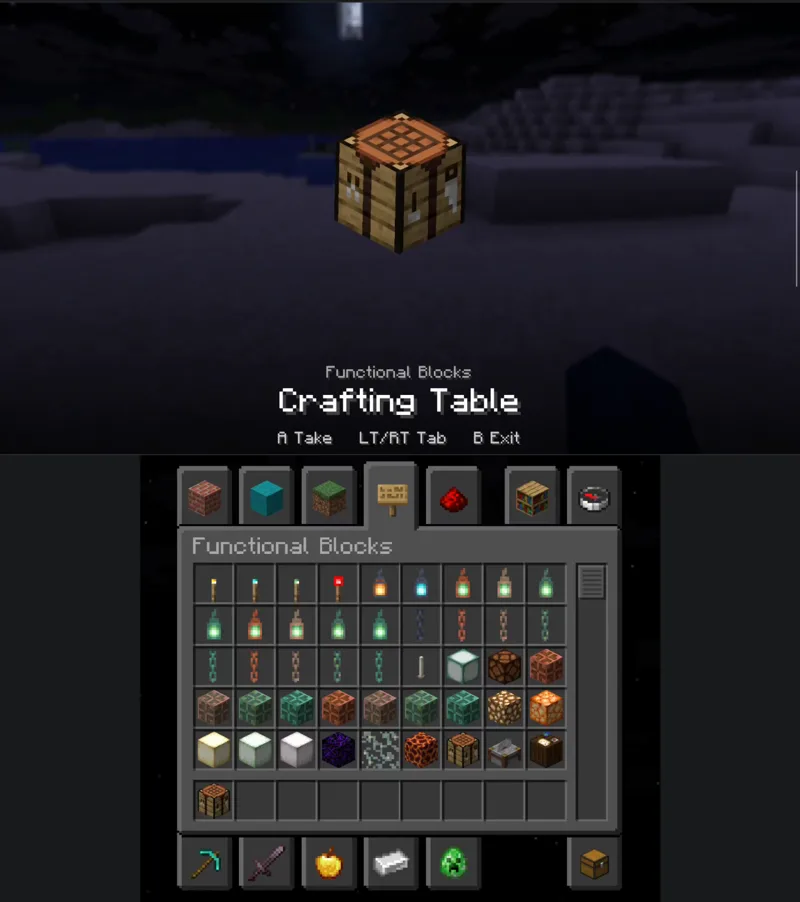 Functional Blocks
Crafting Table
A Take LT/RT Tab B Exit
Functional Blocks